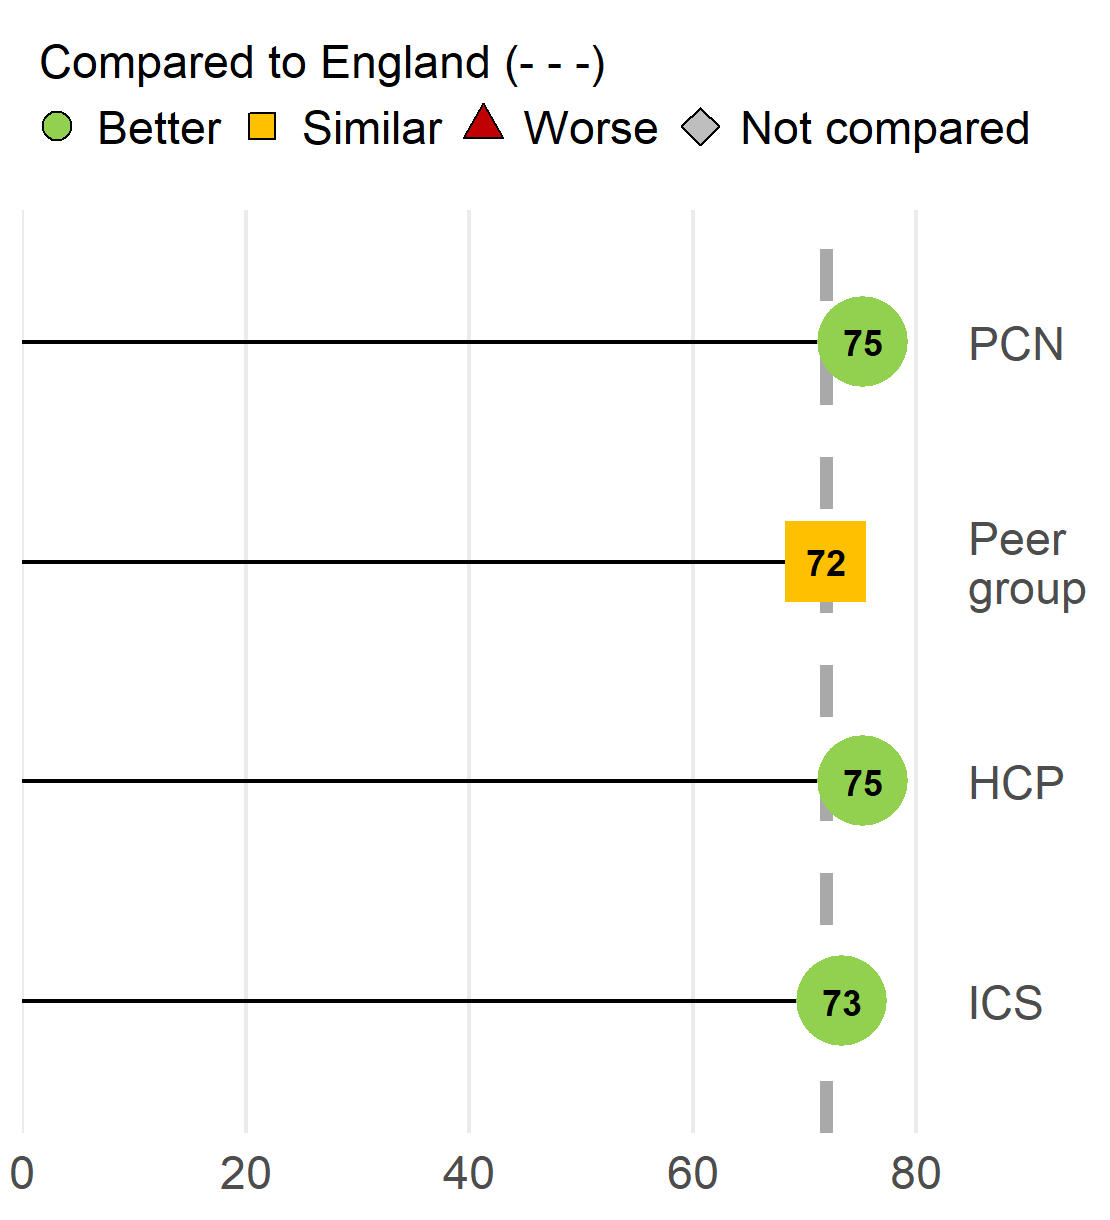 Compared to England (- - -)
Better Similar Worse Not compared
75 PCN
72 Peer
group
75 HCP
73 ICS
0 20 40 60 80